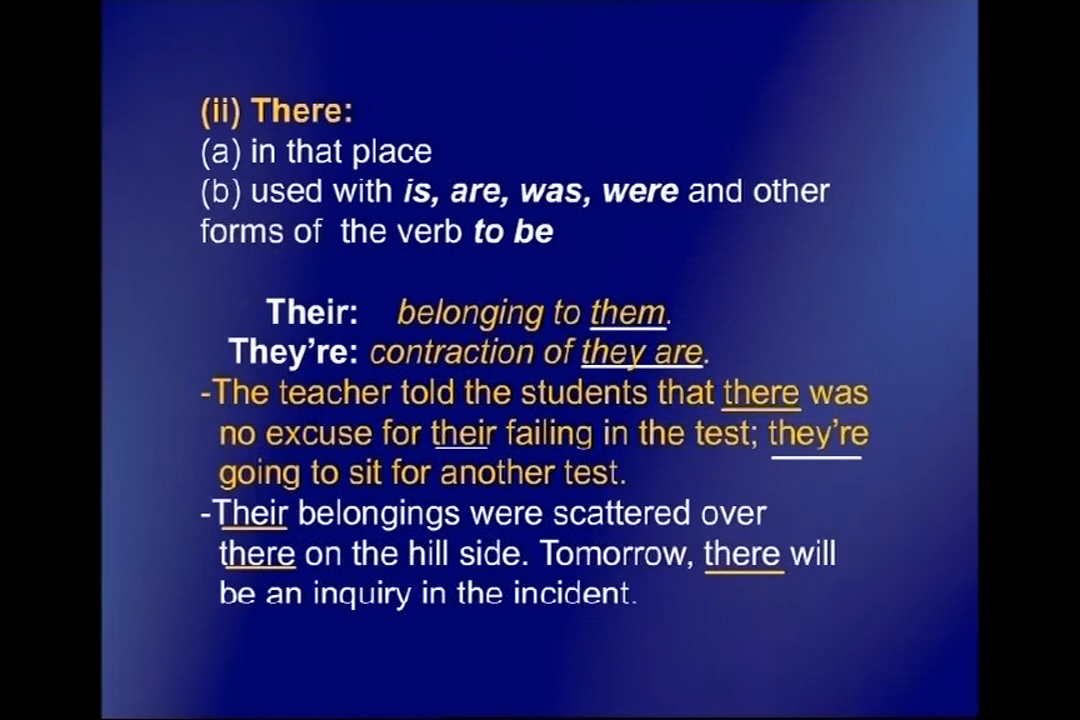 (ii) There:
(a) in that place
(b) used with is, are, was, were and other
forms of the verb to be
Their: belonging to them.
They're: contraction of they are.
-The teacher told the students that there was
no excuse for their failing in the test; they're
going to sit for another test.
-Their belongings were scattered over
there on the hill side. Tomorrow, there will
be an inquiry in the incident.